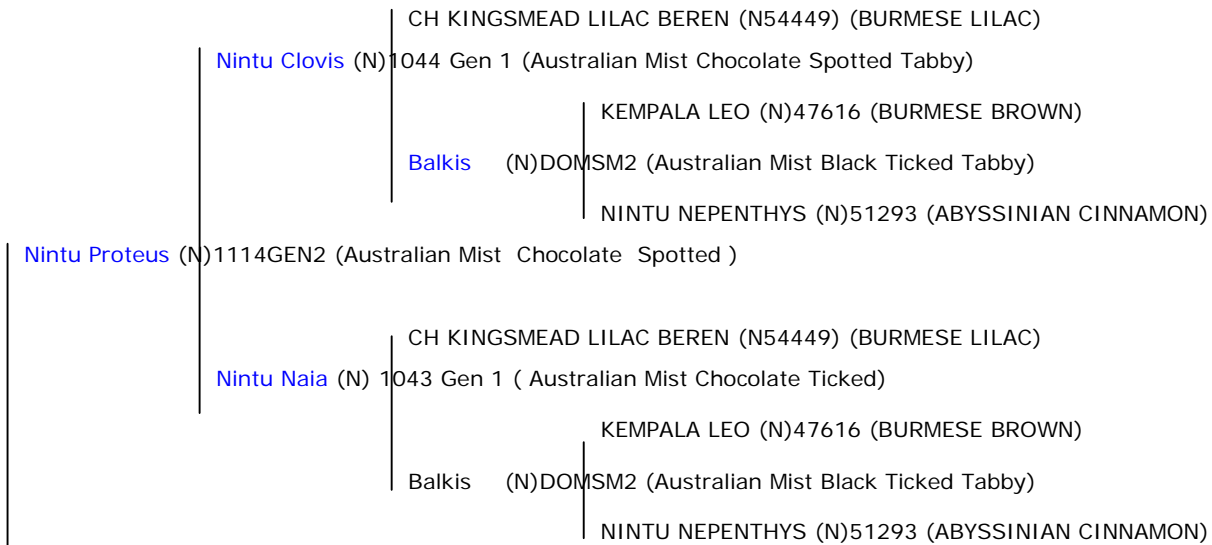 CH KINGSMEAD LILAC BEREN (N54449) (BURMESE LILAC)
Nintu Clovis (N)1044 Gen 1 (Australian Mist Chocolate Spotted Tabby)
KEMPALA LEO (N)47616 (BURMESE BROWN)
Balkis (N)DOMSM2 (Australian Mist Black Ticked Tabby)
NINTU NEPENTHYS (N)51293 (ABYSSINIAN CINNAMON)
Nintu Proteus (N)1114GEN2 (Australian Mist Chocolate Spotted )
CH KINGSMEAD LILAC BEREN (N54449) (BURMESE LILAC)
Nintu Naia (N) 1043 Gen 1 ( Australian Mist Chocolate Ticked)
KEMPALA LEO (N)47616 (BURMESE BROWN)
Balkis (N)DOMSM2 (Australian Mist Black Ticked Tabby)
NINTU NEPENTHYS (N)51293 (ABYSSINIAN CINNAMON)